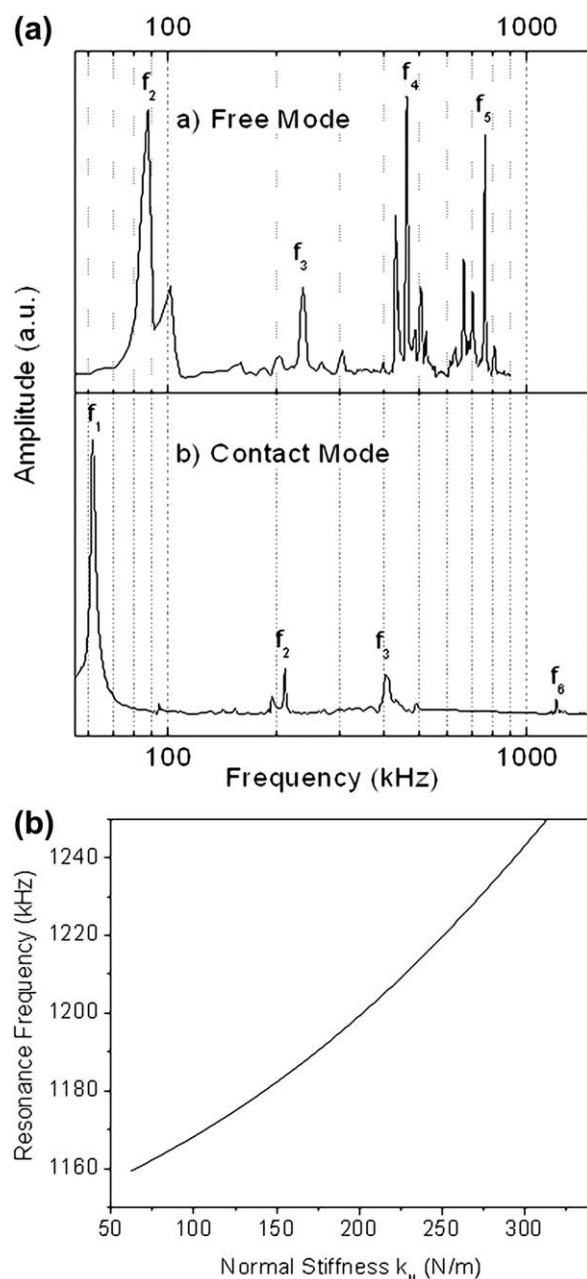 (a)
100 1000
f2
f4
f5
a) Free Mode
f3
Amplitude (a.u.)
f1
b) Contact Mode
f2
f3
f6
100 1000
Frequency (kHz)
(b)
1240
1220
1200
1180
1160
Resonance Frequency (kHz)
50 100 150 200 250 300
Normal Stiffness k (N/m)